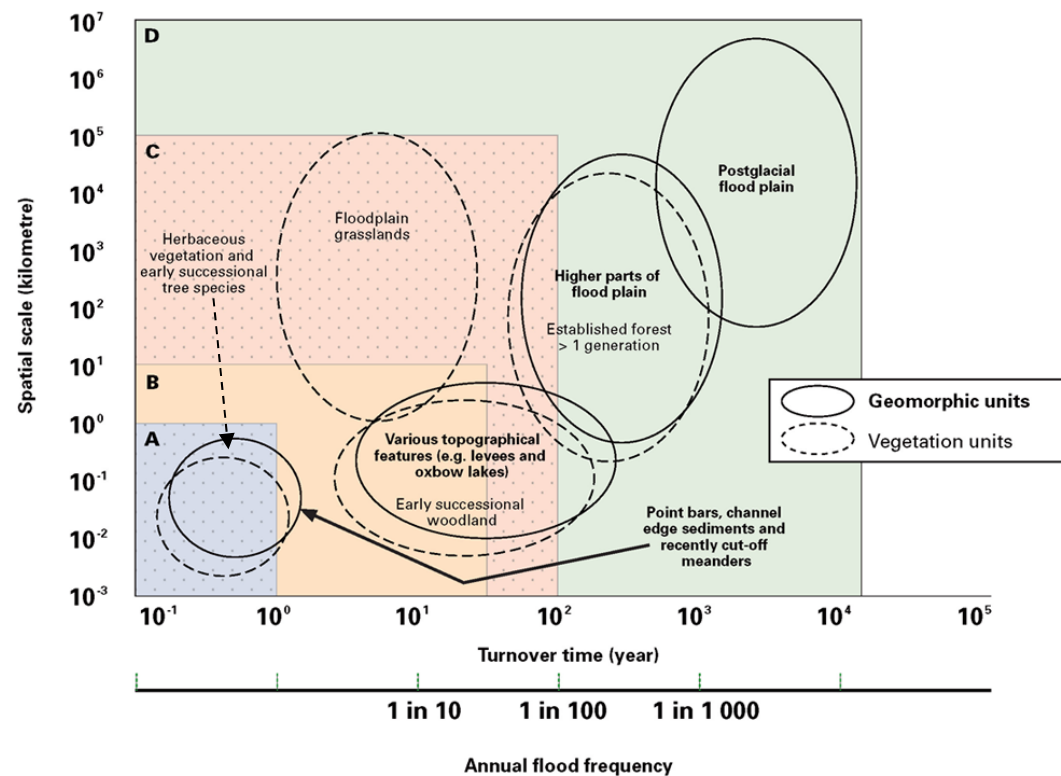 10⁷
D
10⁶
10⁵
C
10⁴
10³
10²
10¹
B
10⁰
A
10⁻¹
10⁻²
10⁻³
Spatial scale (kilometre)
Postglacial
flood plain
Floodplain
grasslands
Herbaceous
vegetation and
early successional
tree species
Higher parts of
flood plain
Established forest
> 1 generation
Geomorphic units
Vegetation units
Various topographical
features (e.g. levees and
oxbow lakes)
Early successional
woodland
Point bars, channel
edge sediments and
recently cut-off
meanders
10⁻¹ 10⁰ 10¹ 10² 10³ 10⁴ 10⁵
Turnover time (year)
1 in 10 1 in 100 1 in 1 000
Annual flood frequency